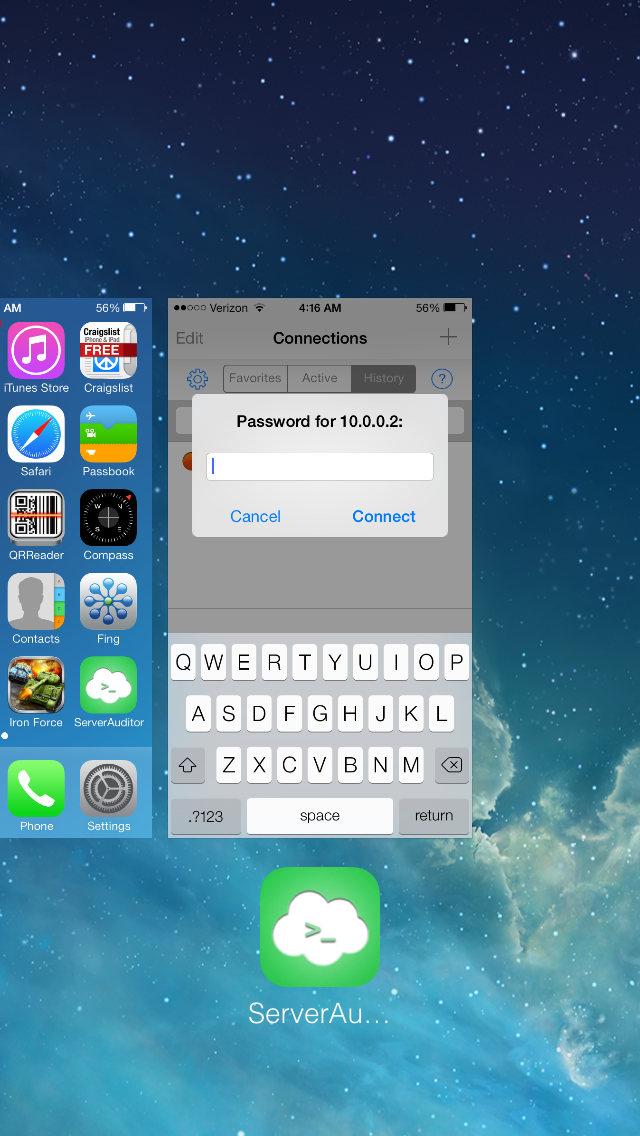 AM 56%
Craigslist
iPhone & iPad
FREE
iTunes Store Craigslist
Safari Passbook
W S
QRReader Compass
Contacts Fing
>_
Iron Force ServerAuditor
Phone Settings
Verizon 4:16 AM 56%
Edit Connections +
Favorites Active History ?
Password for 10.0.0.2:
Cancel Connect
Q W E R T Y U I O P
A S D F G H J K L
Z X C V B N M
.?123 space return
>_
ServerAu...